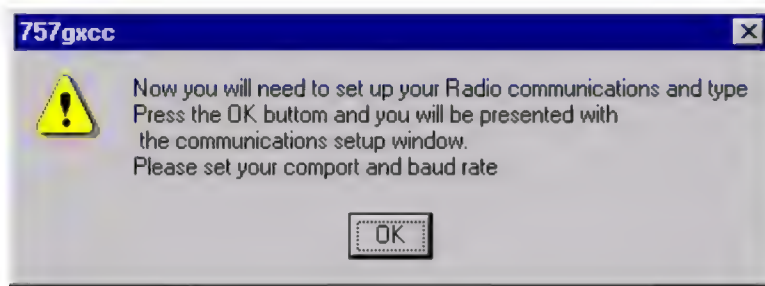 757gxcc
Now you will need to set up your Radio communications and type
Press the OK buttom and you will be presented with
the communications setup window.
Please set your comport and baud rate
OK